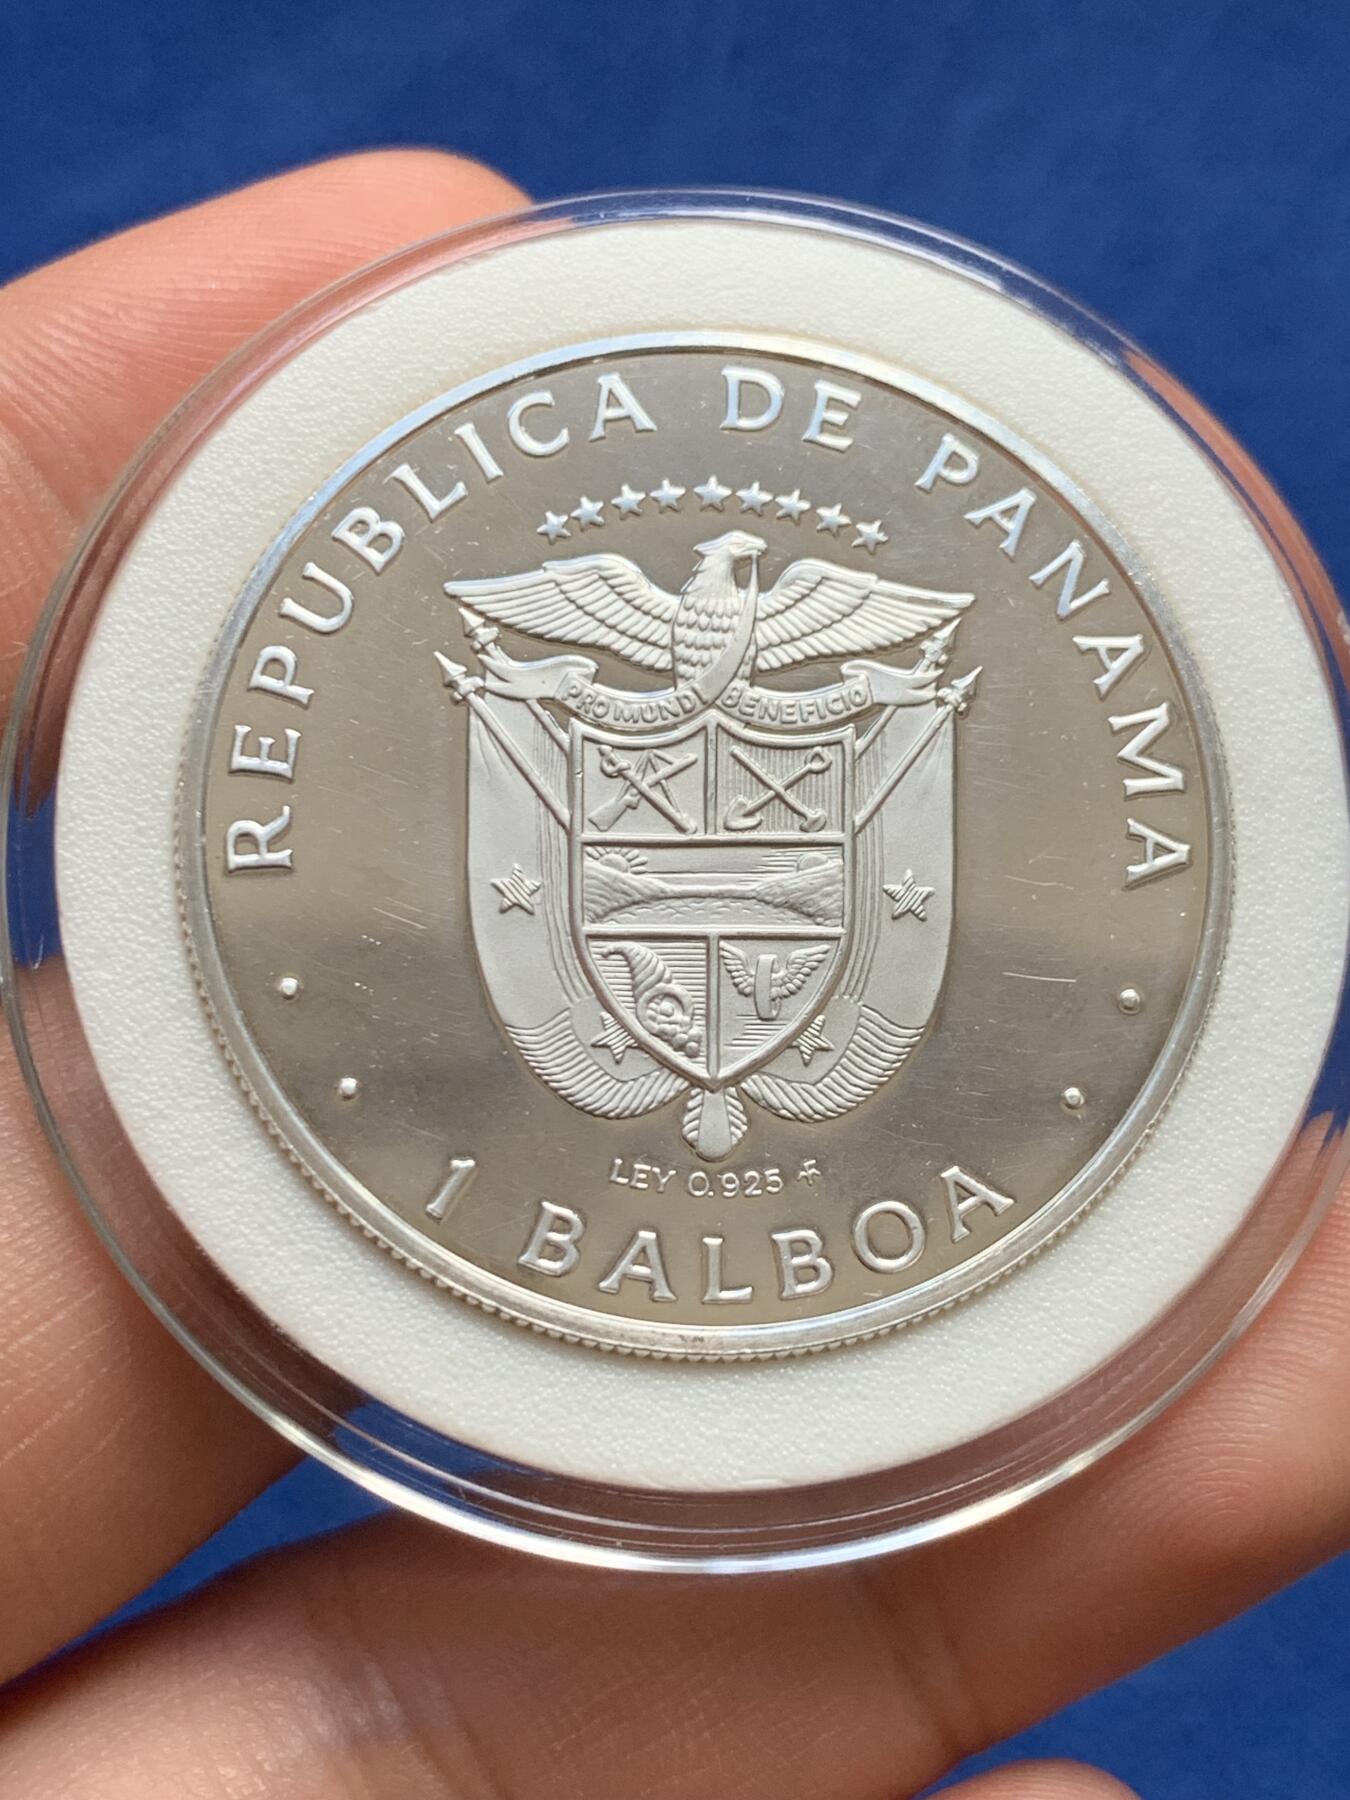 REPUBLICA DE PANAMA
PRO MUNDI BENEFICIO
LEY 0.925
1 BALBOA